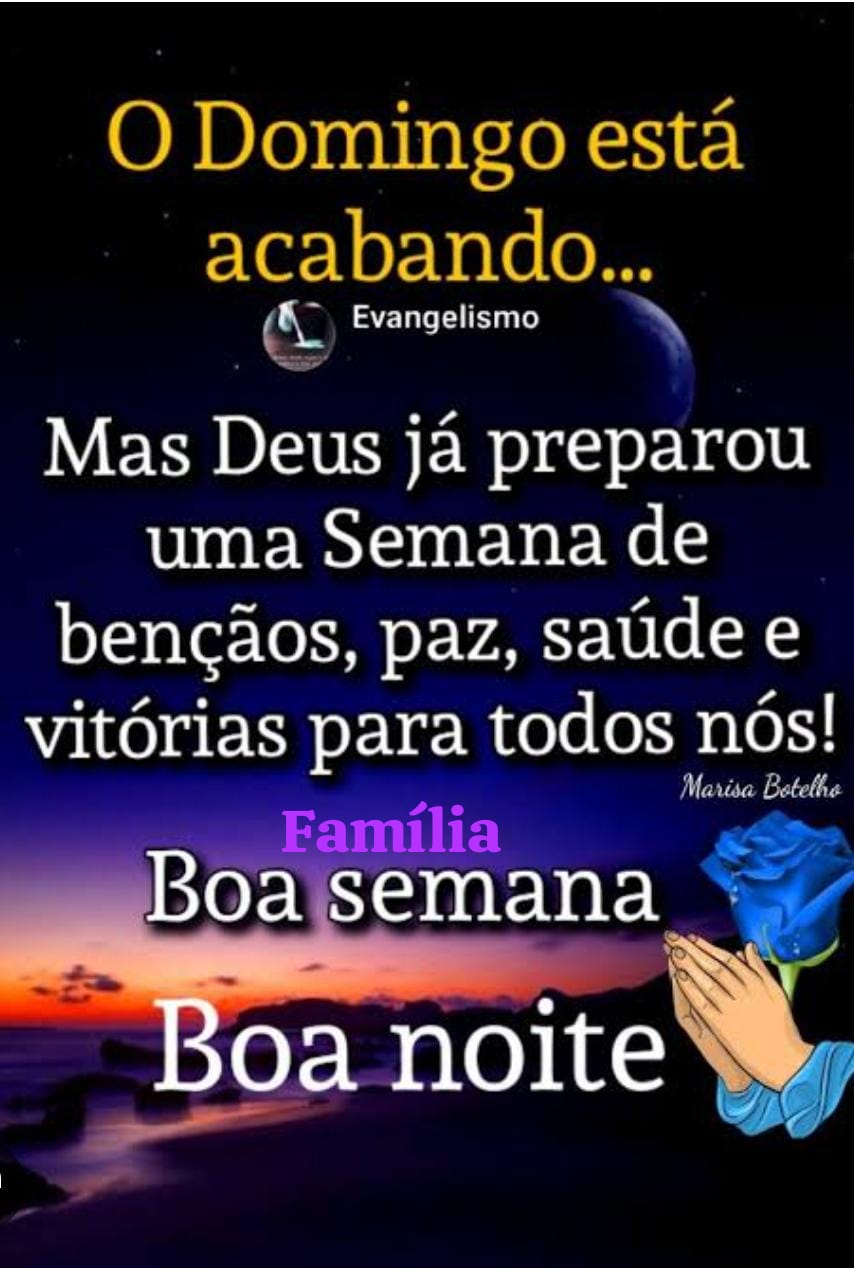 O Domingo está
acabando...
Evangelismo
Mas Deus já preparou
uma Semana de
bençãos, paz, saúde e
vitórias para todos nós!
Marisa Botelho
Família
Boa semana
Boa noite